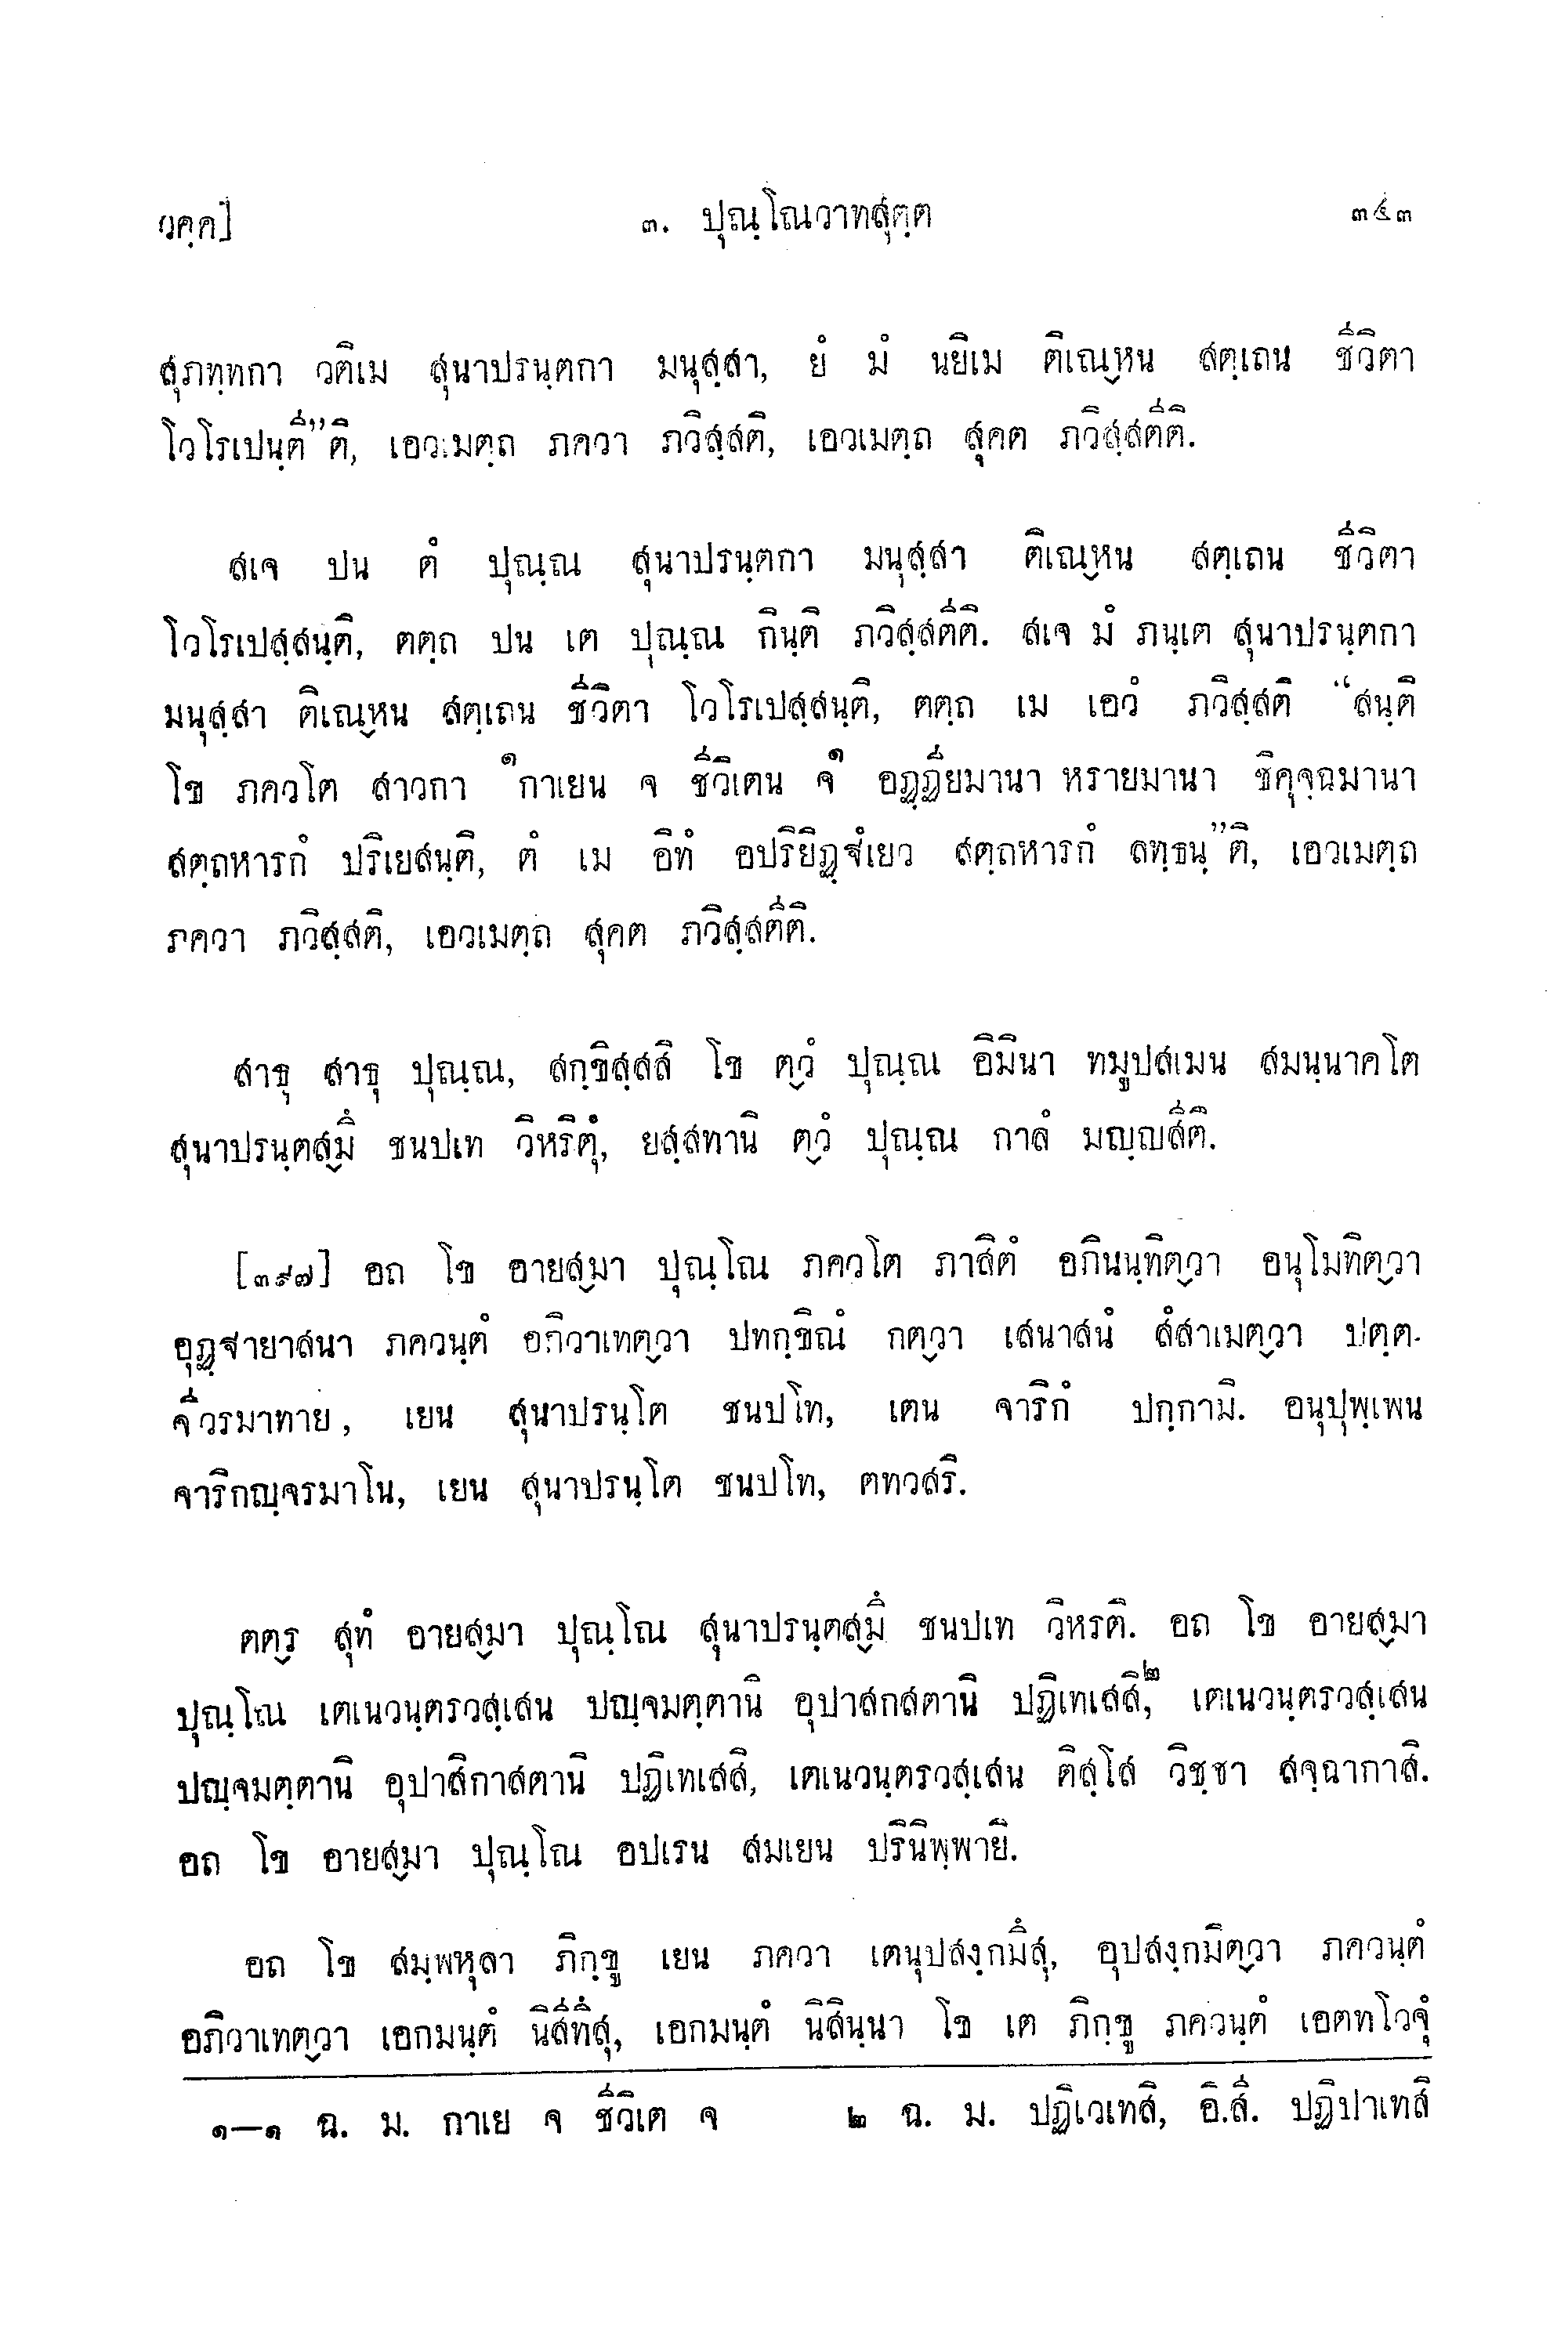 วคฺค]
๓. ปุณฺโณวาทสุตฺต
๓๔๓
สุภทฺทกา วติเม สุนาปรนฺตกา มนุสฺสา, ยํ มํ นยิเม ติเณฺหน สตฺเถน ชีวิตา
โวโรเปนฺตี”ติ, เอวเมตฺถ ภควา ภวิสฺสติ, เอวเมตฺถ สุคต ภวิสฺสตีติ.
สเจ ปน ตํ ปุณฺณ สุนาปรนฺตกา มนุสฺสา ติเณฺหน สตฺเถน ชีวิตา
โวโรเปสฺสนฺติ, ตตฺถ ปน เต ปุณฺณ กินฺติ ภวิสฺสตีติ. สเจ มํ ภนฺเต สุนาปรนฺตกา
มนุสฺสา ติเณฺหน สตฺเถน ชีวิตา โวโรเปสฺสนฺติ, ตตฺถ เม เอวํ ภวิสฺสติ “สนฺติ
โข ภควโต สาวกา ๑กาเยน จ ชีวิเตน จ๑ อฏฺฏิยมานา หรายมานา ชิคุจฺฉมานา
สตฺถหารกํ ปริเยสนฺติ, ตํ เม อิทํ อปริยิฏฺฐํเยว สตฺถหารกํ ลทฺธนฺ”ติ, เอวเมตฺถ
ภควา ภวิสฺสติ, เอวเมตฺถ สุคต ภวิสฺสตีติ.
สาธุ สาธุ ปุณฺณ, สกฺขิสฺสสิ โข ตฺวํ ปุณฺณ อิมินา ทมูปสเมน สมนฺนาคโต
สุนาปรนฺตสฺมึ ชนปเท วิหริตุํ, ยสฺสทานิ ตฺวํ ปุณฺณ กาลํ มญฺญสีติ.
[๓๙๗] อถ โข อายสฺมา ปุณฺโณ ภควโต ภาสิตํ อภินนฺทิตฺวา อนุโมทิตฺวา
อุฏฺฐายาสนา ภควนฺตํ อภิวาเทตฺวา ปทกฺขิณํ กตฺวา เสนาสนํ สํสาเมตฺวา ปตฺต-
จีวรมาทาย, เยน สุนาปรนฺโต ชนปโท, เตน จาริกํ ปกฺกามิ. อนุปุพฺเพน
จาริกญฺจรมาโน, เยน สุนาปรนฺโต ชนปโท, ตทวสริ.
ตตฺร สุทํ อายสฺมา ปุณฺโณ สุนาปรนฺตสฺมึ ชนปเท วิหรติ. อถ โข อายสฺมา
ปุณฺโณ เตเนวนฺตรวสฺเสน ปญฺจมตฺตานิ อุปาสกสตานิ ปฏิเทเสสิ,๒ เตเนวนฺตรวสฺเสน
ปญฺจมตฺตานิ อุปาสิกาสตานิ ปฏิเทเสสิ, เตเนวนฺตรวสฺเสน ติสฺโส วิชฺชา สจฺฉากาสิ.
อถ โข อายสฺมา ปุณฺโณ อปเรน สมเยน ปรินิพฺพายิ.
อถ โข สมฺพหุลา ภิกฺขู เยน ภควา เตนุปสงฺกมึสุ, อุปสงฺกมิตฺวา ภควนฺตํ
อภิวาเทตฺวา เอกมนฺตํ นิสีทึสุ, เอกมนฺตํ นิสินฺนา โข เต ภิกฺขู ภควนฺตํ เอตทโวจุํ
๑—๑ ฉ. ม. กาเย จ ชีวิเต จ ๒ ฉ. ม. ปฏิเวเทสิ, อิ.สี. ปฏิปาเทสิ